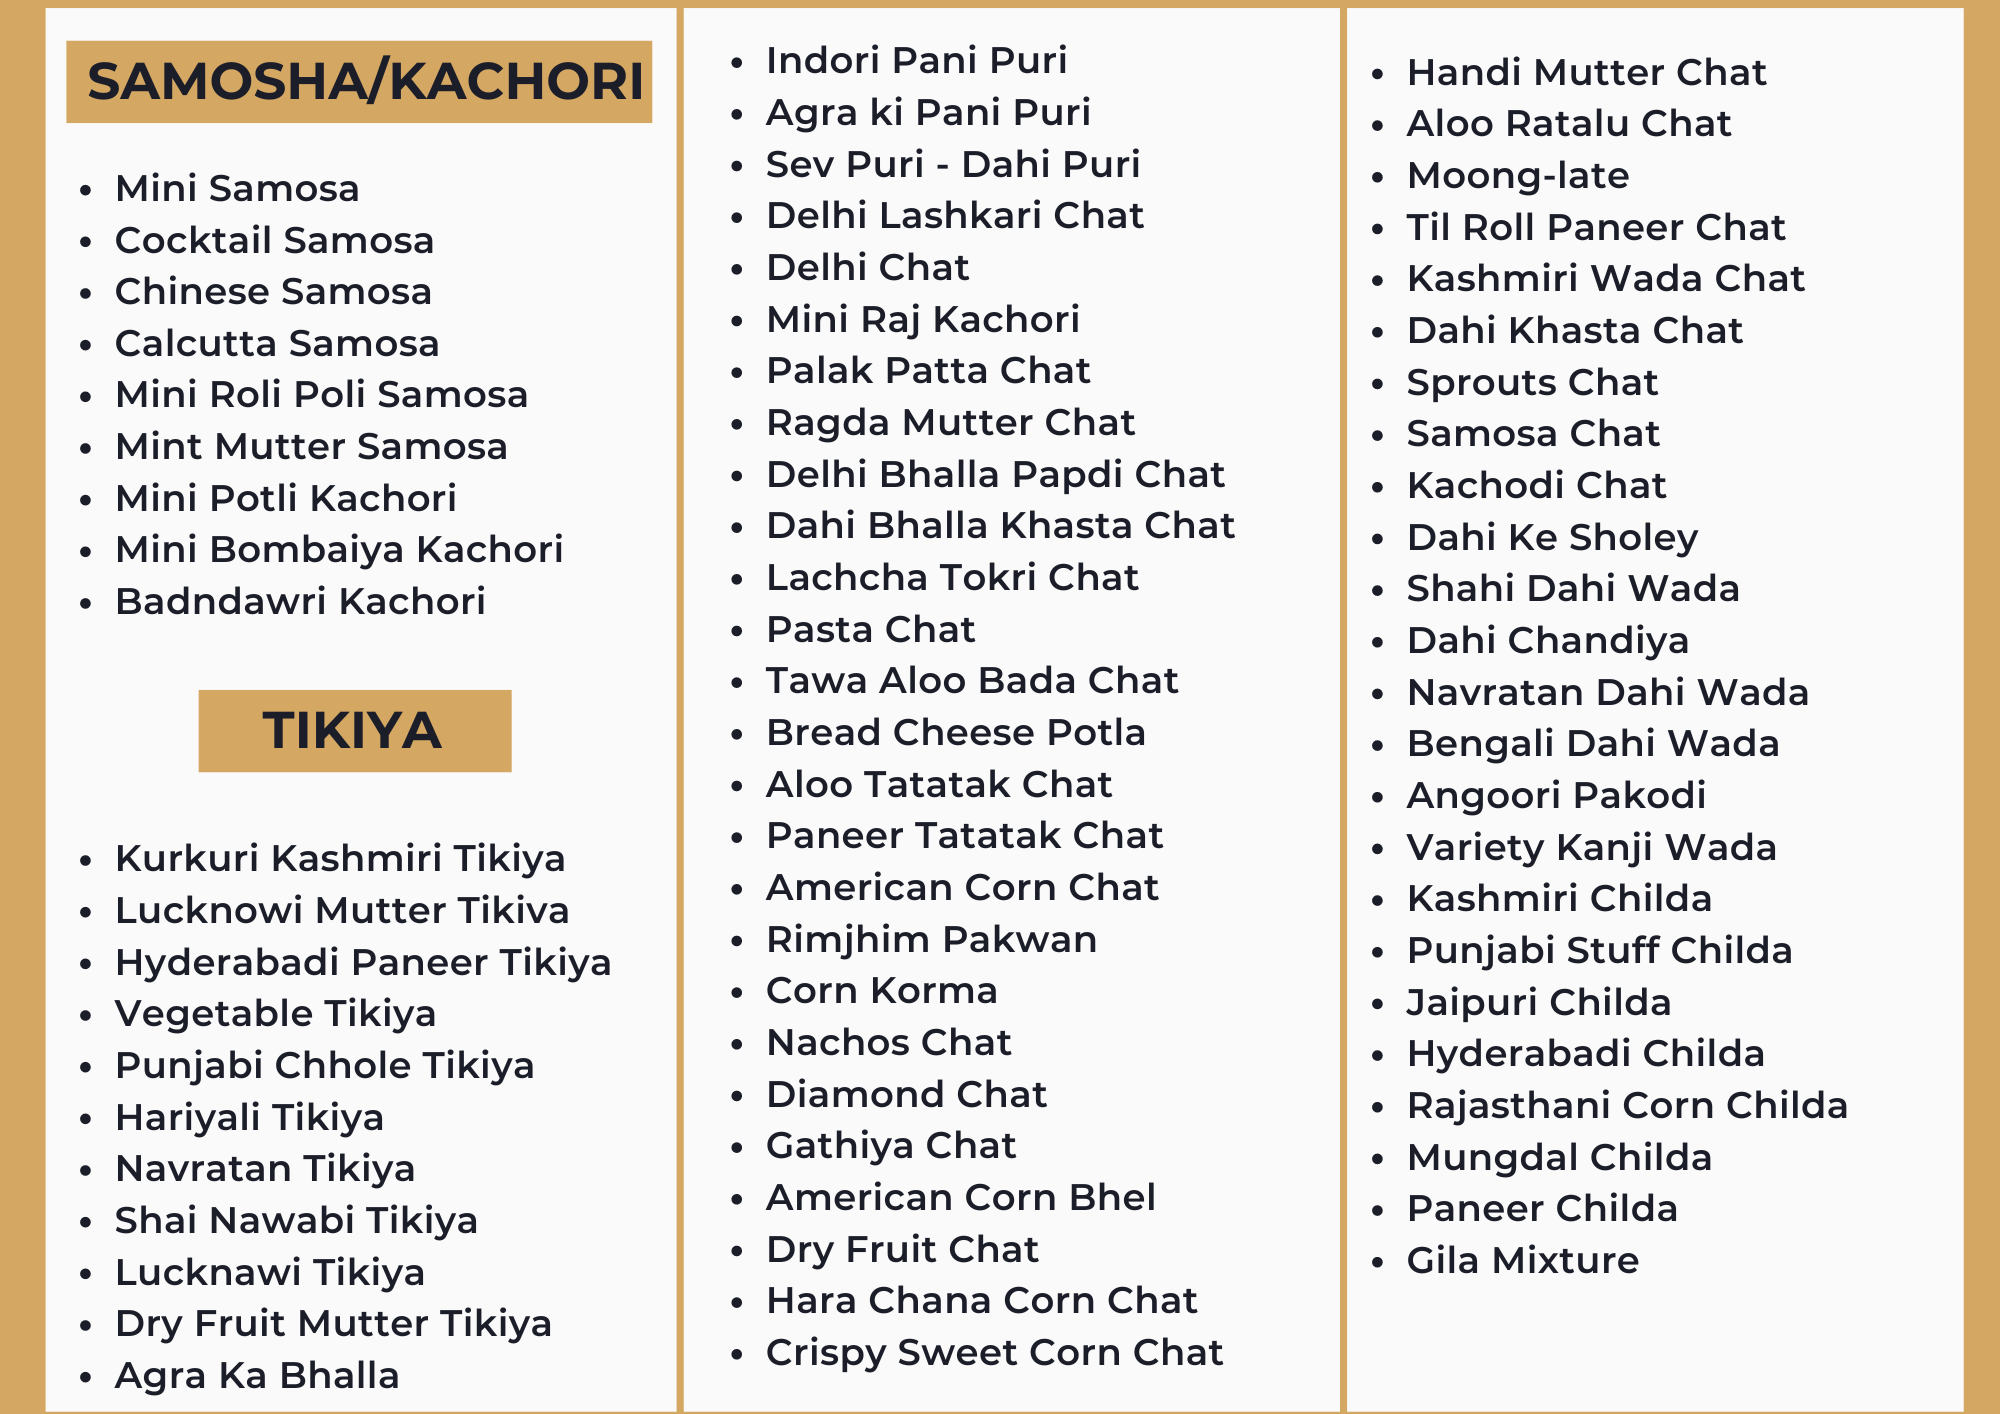 SAMOSHA/KACHORI
• Mini Samosa
• Cocktail Samosa
• Chinese Samosa
• Calcutta Samosa
• Mini Roli Poli Samosa
• Mint Mutter Samosa
• Mini Potli Kachori
• Mini Bombaiya Kachori
• Badndawri Kachori
TIKIYA
• Kurkuri Kashmiri Tikiya
• Lucknowi Mutter Tikiva
• Hyderabadi Paneer Tikiya
• Vegetable Tikiya
• Punjabi Chhole Tikiya
• Hariyali Tikiya
• Navratan Tikiya
• Shai Nawabi Tikiya
• Lucknawi Tikiya
• Dry Fruit Mutter Tikiya
• Agra Ka Bhalla
• Indori Pani Puri
• Agra ki Pani Puri
• Sev Puri - Dahi Puri
• Delhi Lashkari Chat
• Delhi Chat
• Mini Raj Kachori
• Palak Patta Chat
• Ragda Mutter Chat
• Delhi Bhalla Papdi Chat
• Dahi Bhalla Khasta Chat
• Lachcha Tokri Chat
• Pasta Chat
• Tawa Aloo Bada Chat
• Bread Cheese Potla
• Aloo Tatatak Chat
• Paneer Tatatak Chat
• American Corn Chat
• Rimjhim Pakwan
• Corn Korma
• Nachos Chat
• Diamond Chat
• Gathiya Chat
• American Corn Bhel
• Dry Fruit Chat
• Hara Chana Corn Chat
• Crispy Sweet Corn Chat
• Handi Mutter Chat
• Aloo Ratalu Chat
• Moong-late
• Til Roll Paneer Chat
• Kashmiri Wada Chat
• Dahi Khasta Chat
• Sprouts Chat
• Samosa Chat
• Kachodi Chat
• Dahi Ke Sholey
• Shahi Dahi Wada
• Dahi Chandiya
• Navratan Dahi Wada
• Bengali Dahi Wada
• Angoori Pakodi
• Variety Kanji Wada
• Kashmiri Childa
• Punjabi Stuff Childa
• Jaipuri Childa
• Hyderabadi Childa
• Rajasthani Corn Childa
• Mungdal Childa
• Paneer Childa
• Gila Mixture